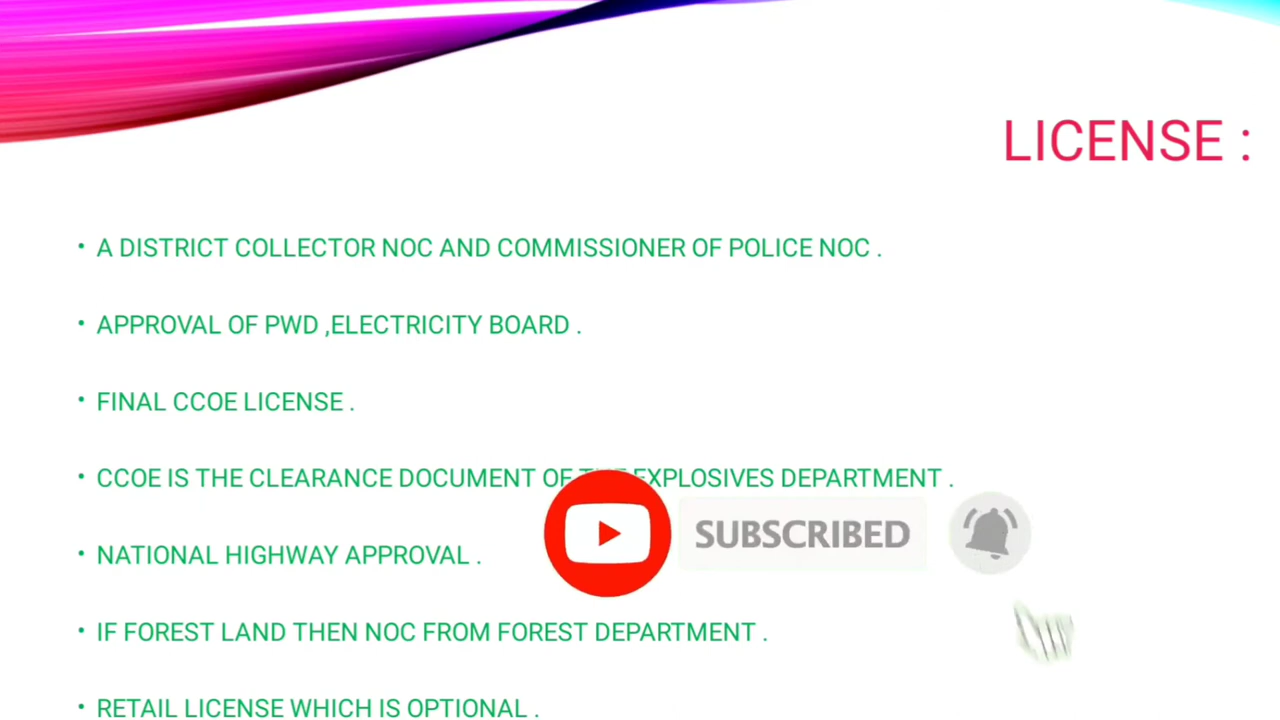 LICENSE :
• A DISTRICT COLLECTOR NOC AND COMMISSIONER OF POLICE NOC .
• APPROVAL OF PWD ,ELECTRICITY BOARD .
• FINAL CCOE LICENSE .
• CCOE IS THE CLEARANCE DOCUMENT OF THE EXPLOSIVES DEPARTMENT .
SUBSCRIBED
• NATIONAL HIGHWAY APPROVAL .
• IF FOREST LAND THEN NOC FROM FOREST DEPARTMENT .
• RETAIL LICENSE WHICH IS OPTIONAL .